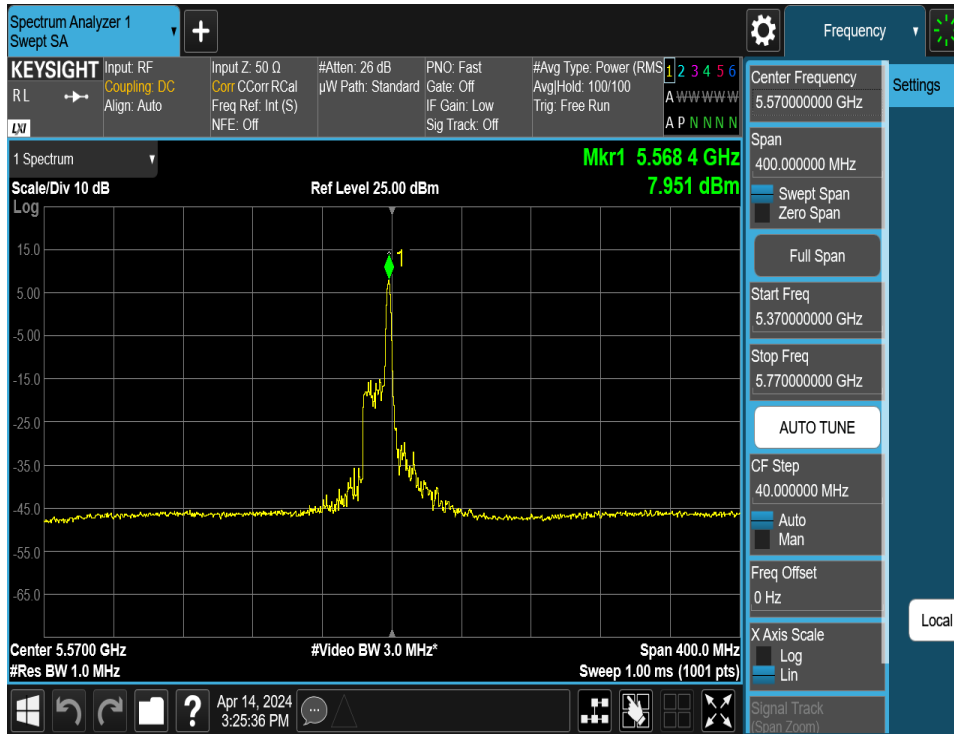 Spectrum Analyzer 1
Swept SA
+
Frequency
KEYSIGHT
R L
LXI
Input: RF
Coupling: DC
Align: Auto
Input Z: 50 Ω
Corr CCorr RCal
Freq Ref: Int (S)
NFE: Off
#Atten: 26 dB
µW Path: Standard
PNO: Fast
Gate: Off
IF Gain: Low
Sig Track: Off
#Avg Type: Power (RMS
Avg|Hold: 100/100
Trig: Free Run
1 2 3 4 5 6
A W W W W W
A P N N N N
1 Spectrum
Mkr1 5.568 4 GHz
7.951 dBm
Scale/Div 10 dB
Ref Level 25.00 dBm
Log
15.0
5.00
-5.00
-15.0
-25.0
-35.0
-45.0
-55.0
-65.0
1
Center 5.5700 GHz
#Video BW 3.0 MHz*
Span 400.0 MHz
#Res BW 1.0 MHz
Sweep 1.00 ms (1001 pts)
Center Frequency
5.570000000 GHz
Span
400.000000 MHz
Swept Span
Zero Span
Full Span
Start Freq
5.370000000 GHz
Stop Freq
5.770000000 GHz
AUTO TUNE
CF Step
40.000000 MHz
Auto
Man
Freq Offset
0 Hz
X Axis Scale
Log
Lin
Signal Track
(Span Zoom)
Settings
Local
?
Apr 14, 2024
3:25:36 PM